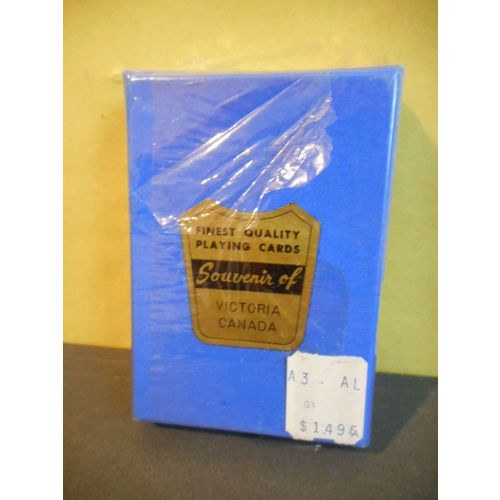 FINEST QUALITY
PLAYING CARDS
Souvenir of
VICTORIA
CANADA
A3 - AL
$1.49